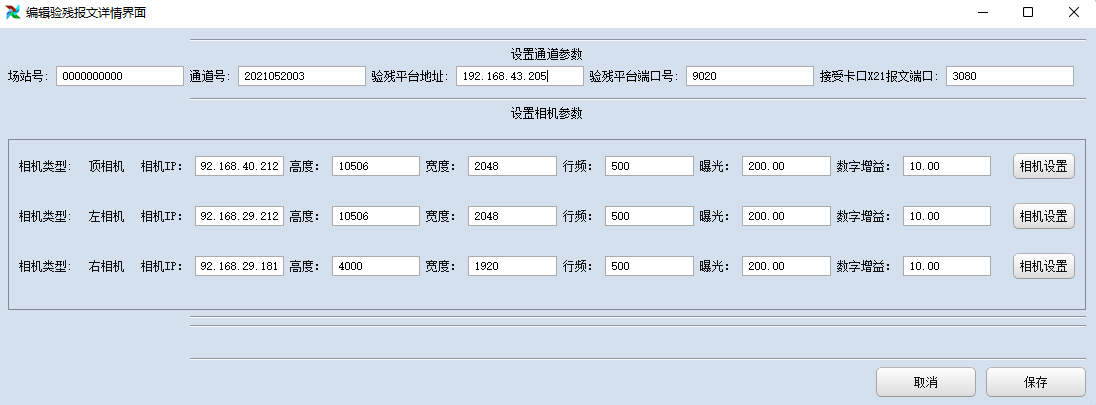 编辑验残报文详情界面
设置通道参数
场站号: 0000000000 通道号: 2021052003 验残平台地址: 192.168.43.205 验残平台端口号: 9020 接受卡口X21报文端口: 3080
设置相机参数
相机类型: 顶相机 相机IP: 92.168.40.212 高度: 10506 宽度: 2048 行频: 500 曝光: 200.00 数字增益: 10.00 相机设置
相机类型: 左相机 相机IP: 92.168.29.212 高度: 10506 宽度: 2048 行频: 500 曝光: 200.00 数字增益: 10.00 相机设置
相机类型: 右相机 相机IP: 92.168.29.181 高度: 4000 宽度: 1920 行频: 500 曝光: 200.00 数字增益: 10.00 相机设置
取消 保存